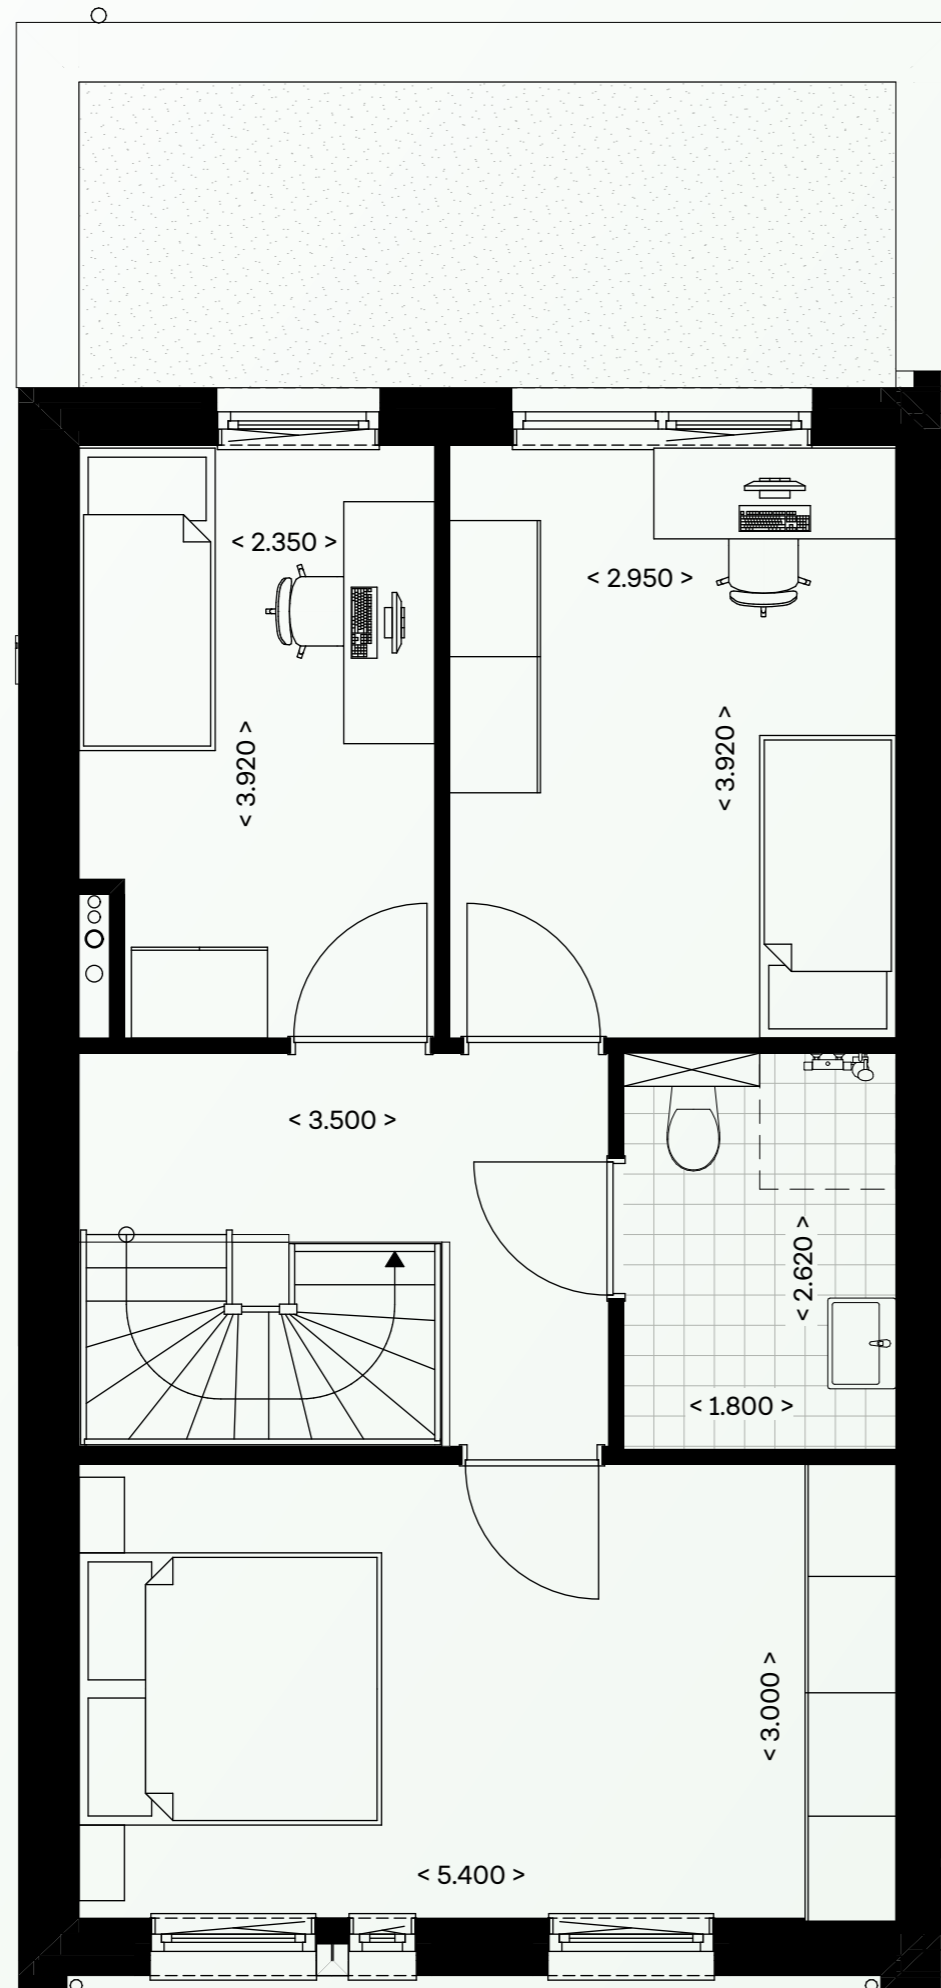 < 2.350 >
< 2.950 >
< 3.920 >
< 3.920 >
< 3.500 >
< 2.620 >
< 1.800 >
< 3.000 >
< 5.400 >